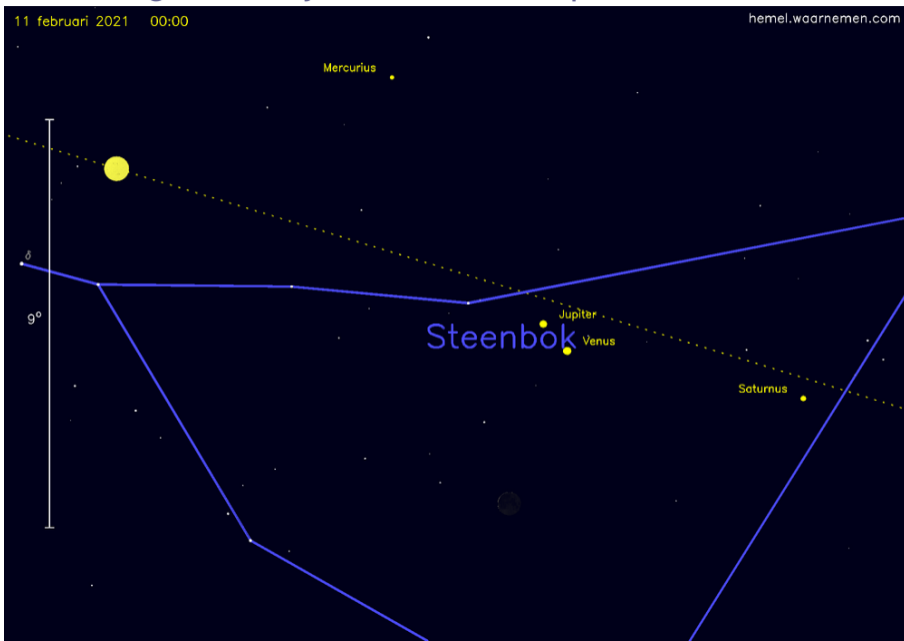 11 februari 2021 00:00
hemel.waarnemen.com
Mercurius
δ
9°
Jupiter
Steenbok
Venus
Saturnus